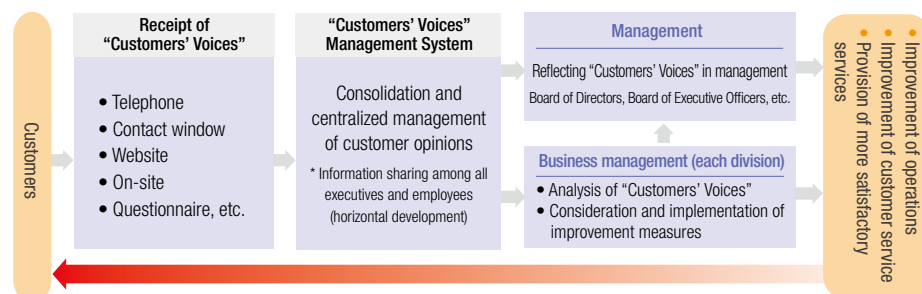 Customers
Receipt of
“Customers’ Voices”
• Telephone
• Contact window
• Website
• On-site
• Questionnaire, etc.
“Customers’ Voices”
Management System
Consolidation and
centralized management
of customer opinions
* Information sharing among all
executives and employees
(horizontal development)
Management
Reflecting “Customers’ Voices” in management
Board of Directors, Board of Executive Officers, etc.
Business management (each division)
• Analysis of “Customers’ Voices”
• Consideration and implementation of
improvement measures
• Improvement of operations
• Improvement of customer service
• Provision of more satisfactory
services